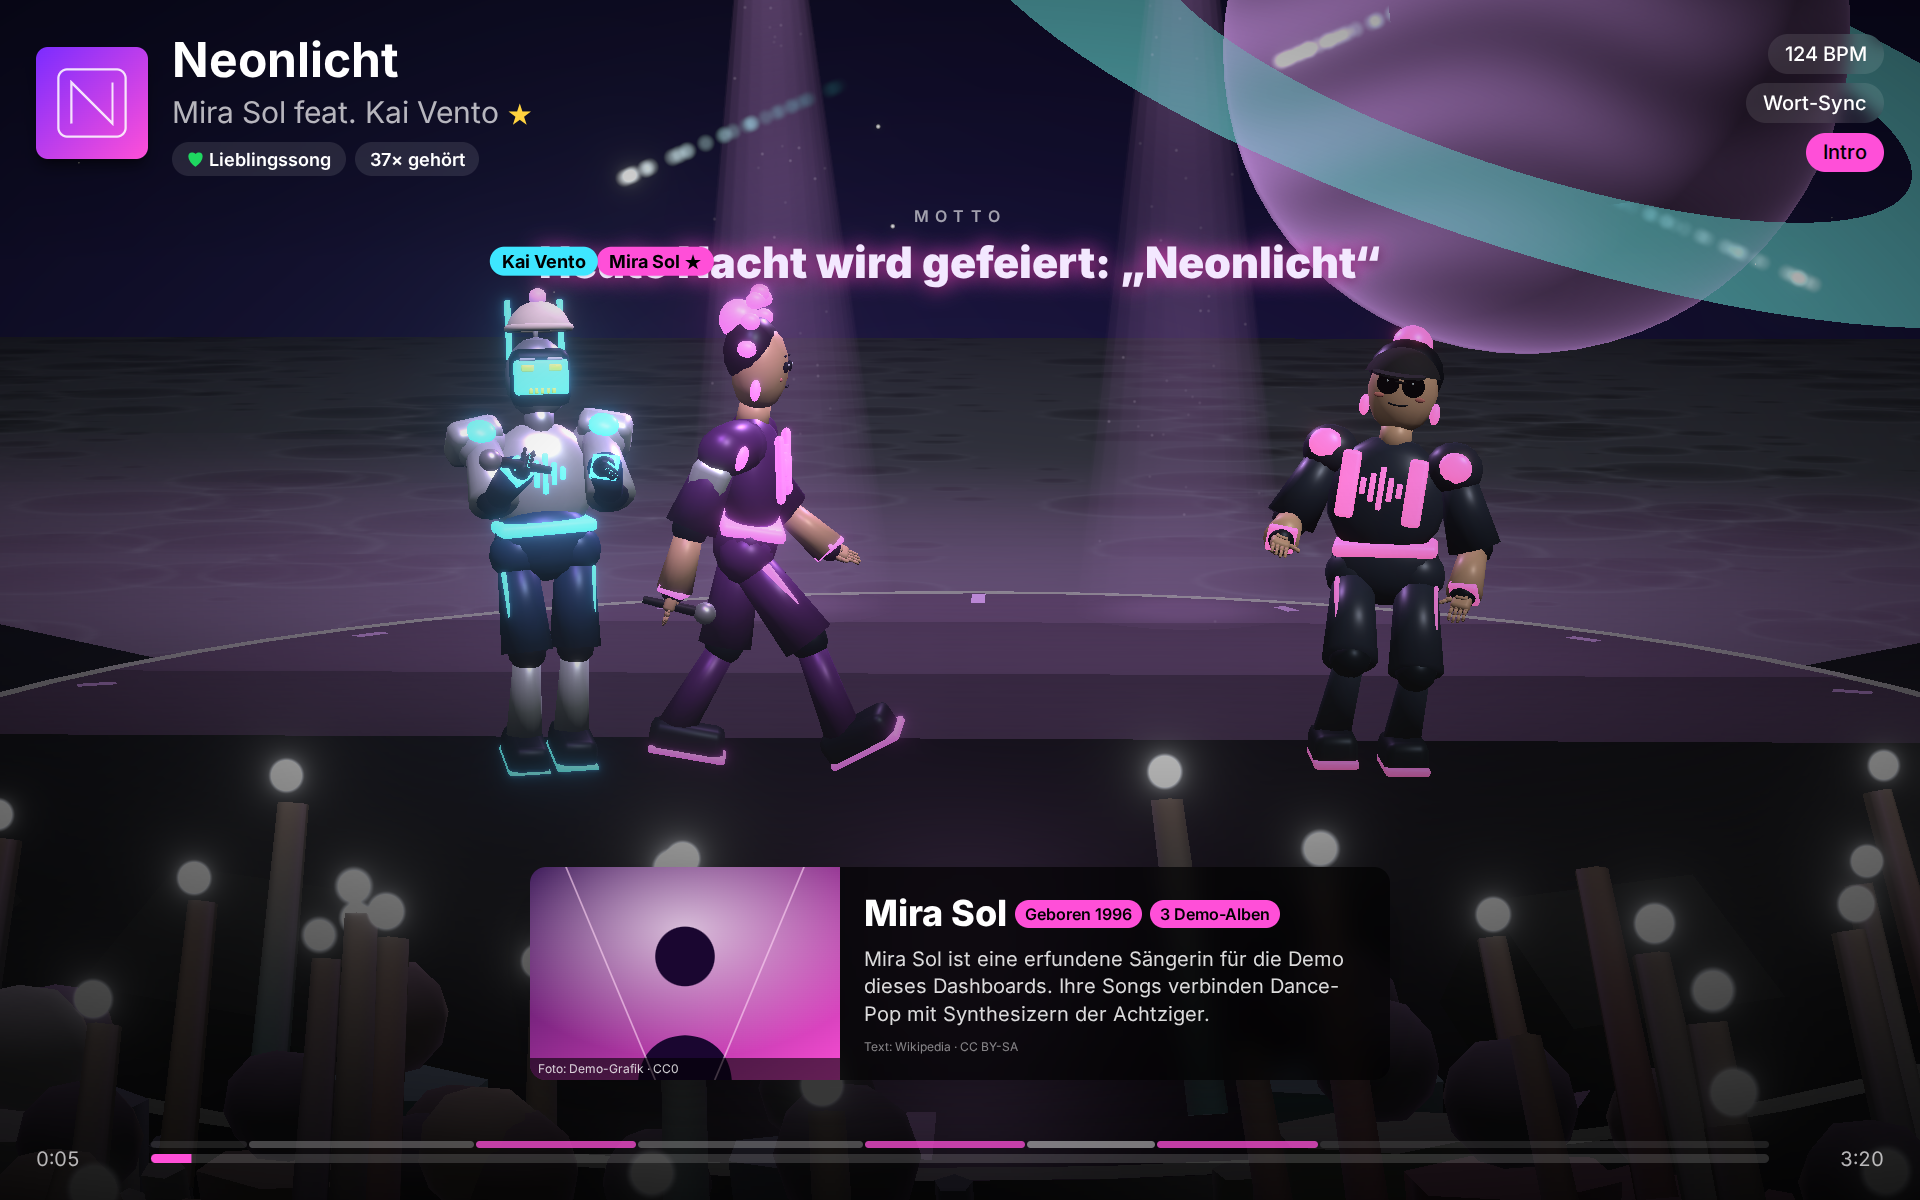 N
Neonlicht
Mira Sol feat. Kai Vento ★
Lieblingssong
37× gehört
124 BPM
Wort-Sync
Intro
MOTTO
Kai Vento
Mira Sol ★
wird gefeiert: „Neonlicht“
Mira Sol
Geboren 1996
3 Demo-Alben
Mira Sol ist eine erfundene Sängerin für die Demo
dieses Dashboards. Ihre Songs verbinden Dance-
Pop mit Synthesizern der Achtziger.
Text: Wikipedia · CC BY-SA
Foto: Demo-Grafik · CC0
0:05
3:20